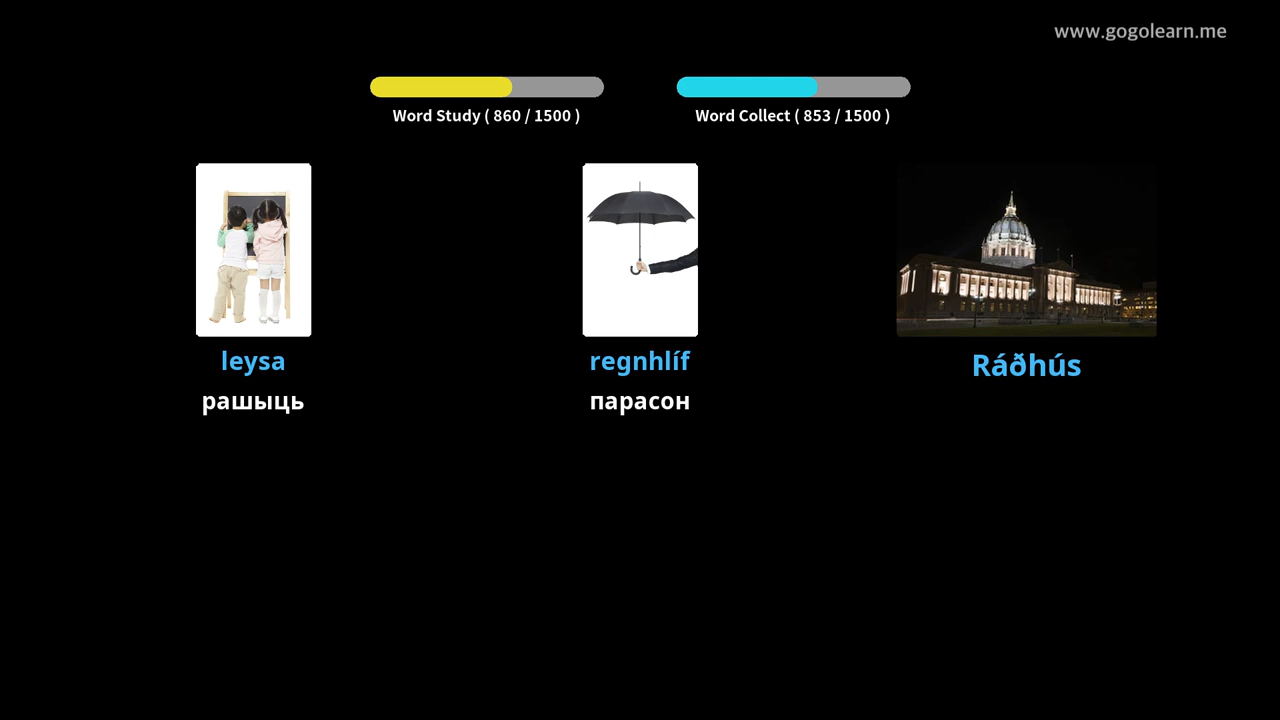 www.gogolearn.me
Word Study ( 860 / 1500 )
Word Collect ( 853 / 1500 )
leysa
regnhlíf
Ráðhús
рашыць
парасон